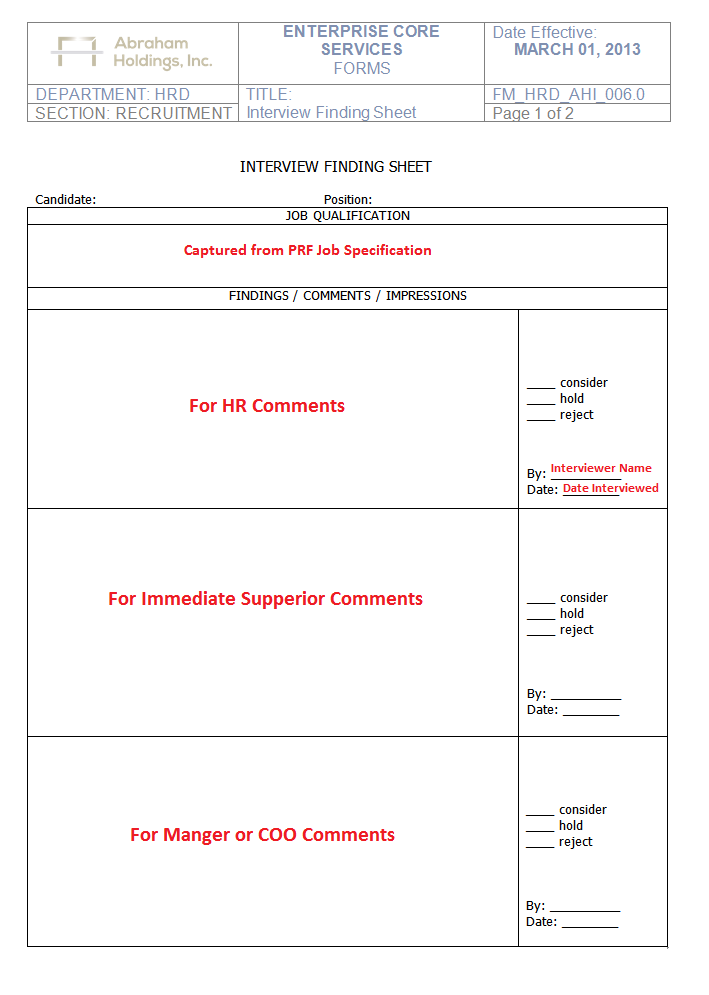 Abraham
Holdings, Inc.
ENTERPRISE CORE
SERVICES
FORMS
Date Effective:
MARCH 01, 2013
DEPARTMENT: HRD
SECTION: RECRUITMENT
TITLE:
Interview Finding Sheet
FM_HRD_AHI_006.0
Page 1 of 2
INTERVIEW FINDING SHEET
Candidate: Position:
JOB QUALIFICATION
Captured from PRF Job Specification
FINDINGS / COMMENTS / IMPRESSIONS
For HR Comments
____ consider
____ hold
____ reject
By: Interviewer Name
Date: Date Interviewed
For Immediate Supperior Comments
____ consider
____ hold
____ reject
By: __________
Date: ________
For Manger or COO Comments
____ consider
____ hold
____ reject
By: __________
Date: ________